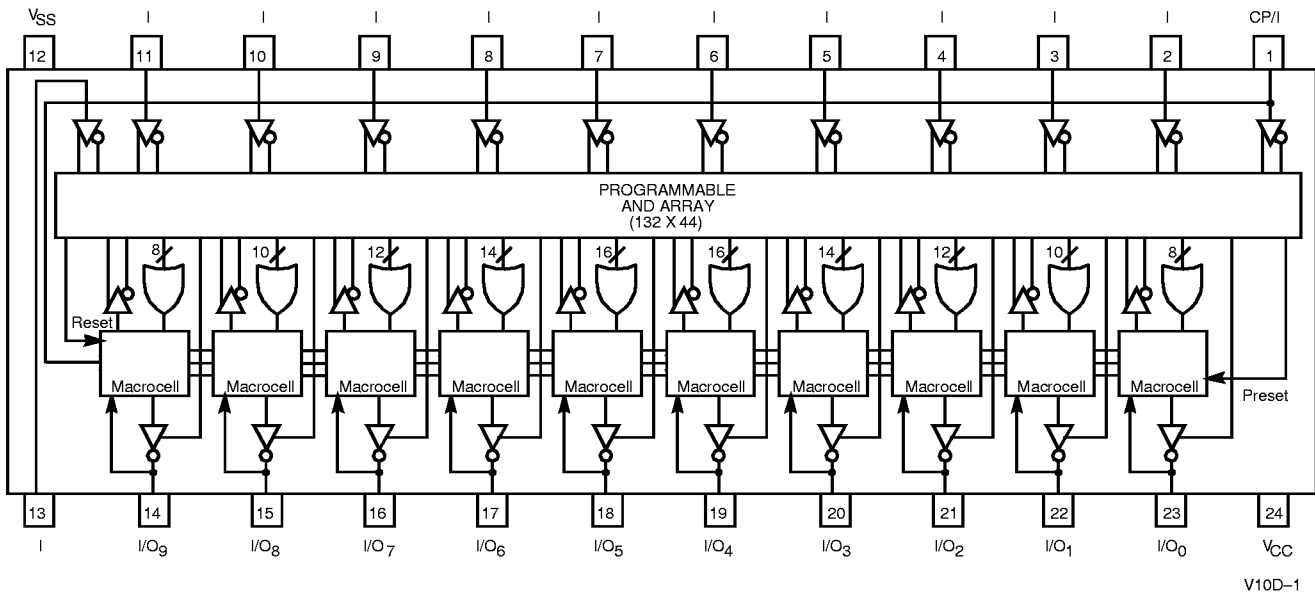 VSS I I I I I I I I I I CP/I
12 11 10 9 8 7 6 5 4 3 2 1
PROGRAMMABLE
AND ARRAY
(132 X 44)
8 10 12 14 16 16 14 12 10 8
Reset
Macrocell Macrocell Macrocell Macrocell Macrocell Macrocell Macrocell Macrocell Macrocell Macrocell
Preset
13 14 15 16 17 18 19 20 21 22 23 24
I I/O9 I/O8 I/O7 I/O6 I/O5 I/O4 I/O3 I/O2 I/O1 I/O0 VCC
V10D–1